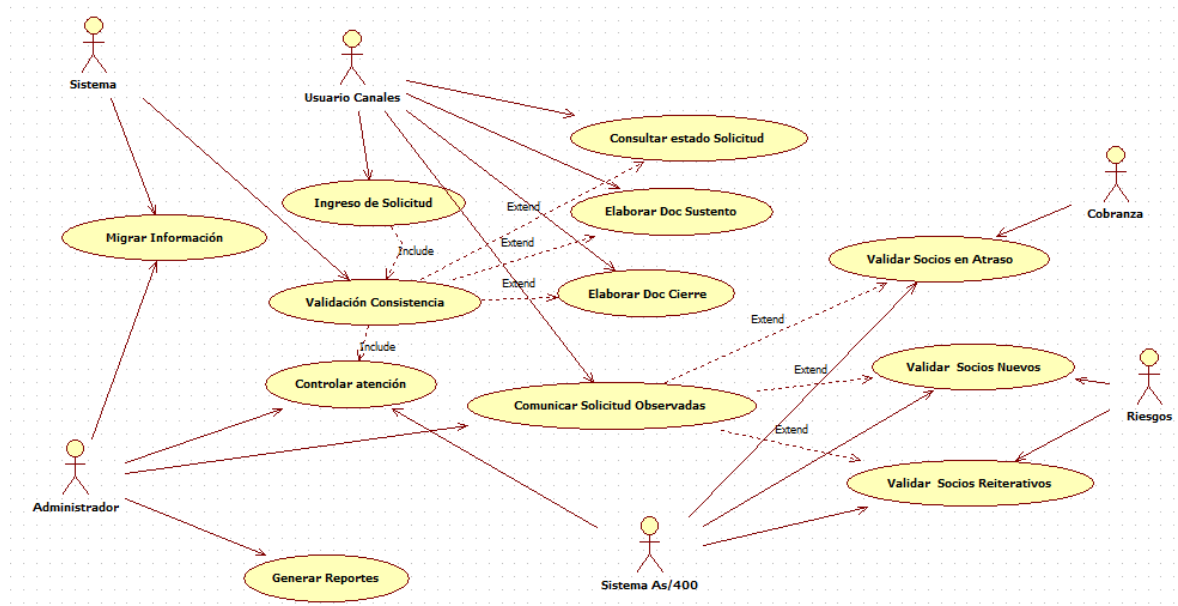 Sistema
Usuario Canales
Consultar estado Solicitud
Ingreso de Solicitud
Extend
Elaborar Doc Sustento
Cobranza
Migrar Información
Include
Extend
Validar Socios en Atraso
Validación Consistencia
Extend
Elaborar Doc Cierre
Extend
Include
Controlar atención
Extend
Validar  Socios Nuevos
Comunicar Solicitud Observadas
Riesgos
Extend
Validar  Socios Reiterativos
Administrador
Generar Reportes
Sistema As/400